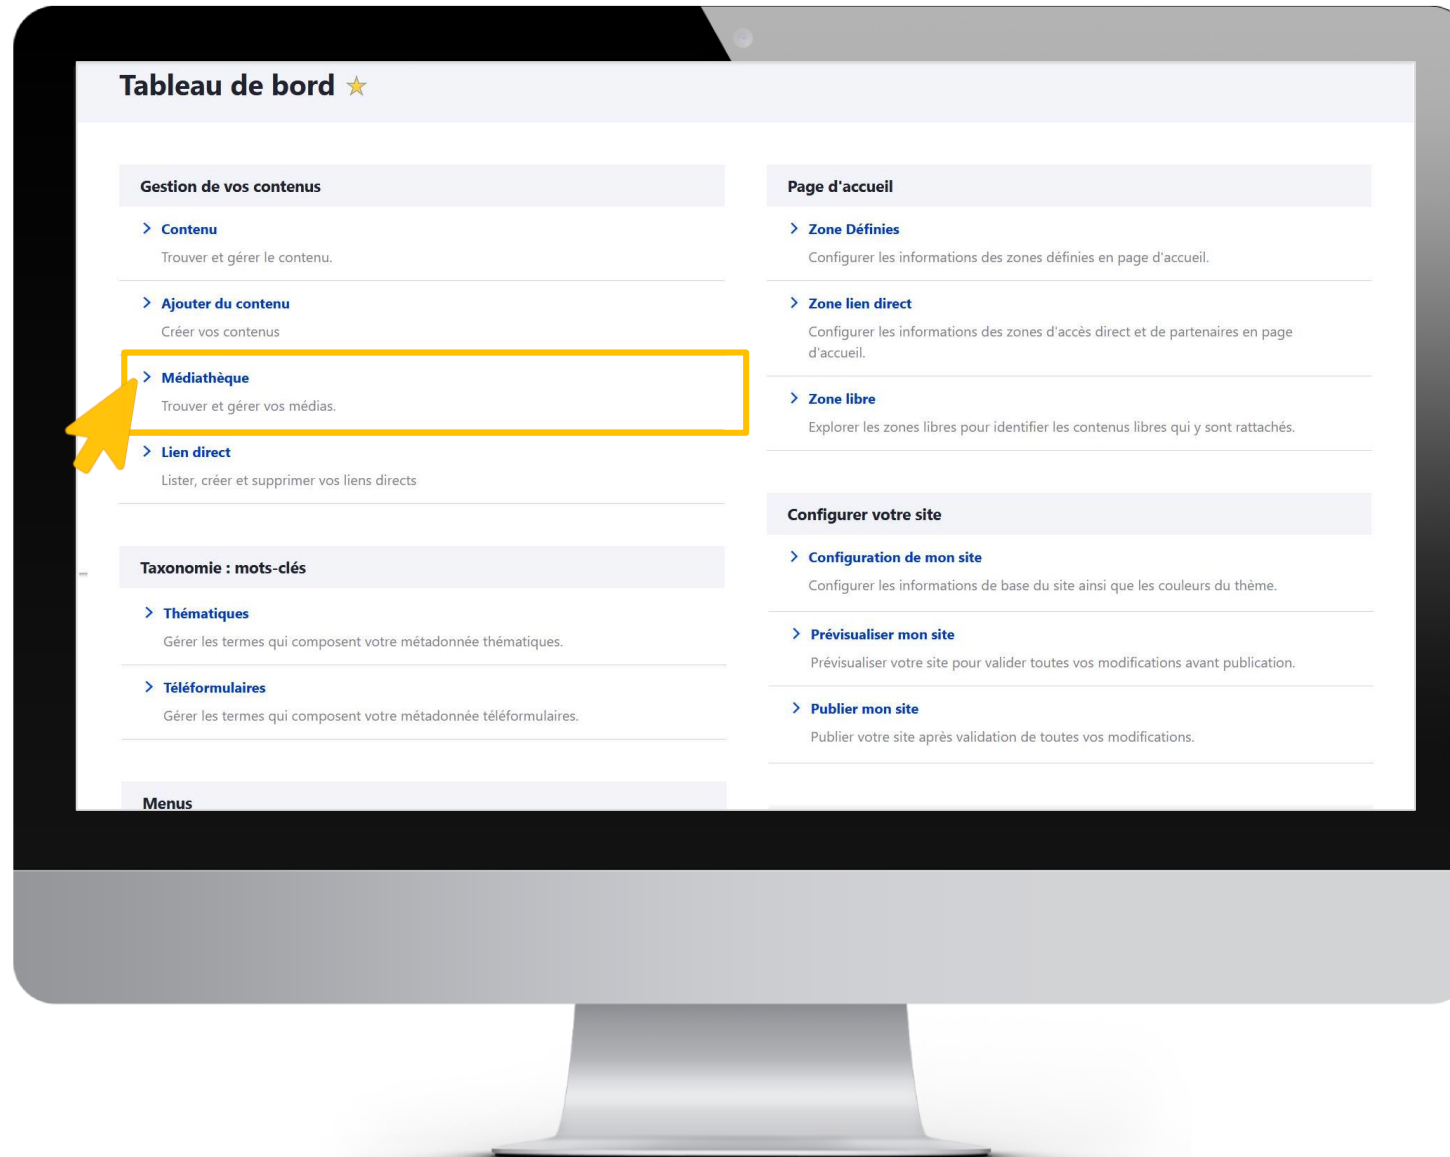 Tableau de bord
Gestion de vos contenus
Contenu
Trouver et gérer le contenu.
Ajouter du contenu
Créer vos contenus
Médiathèque
Trouver et gérer vos médias.
Lien direct
Lister, créer et supprimer vos liens directs
Taxonomie : mots-clés
Thématiques
Gérer les termes qui composent votre métadonnée thématiques.
Téléformulaires
Gérer les termes qui composent votre métadonnée téléformulaires.
Menus
Page d'accueil
Zone Définies
Configurer les informations des zones définies en page d'accueil.
Zone lien direct
Configurer les informations des zones d'accès direct et de partenaires en page
d'accueil.
Zone libre
Explorer les zones libres pour identifier les contenus libres qui y sont rattachés.
Configurer votre site
Configuration de mon site
Configurer les informations de base du site ainsi que les couleurs du thème.
Prévisualiser mon site
Prévisualiser votre site pour valider toutes vos modifications avant publication.
Publier mon site
Publier votre site après validation de toutes vos modifications.